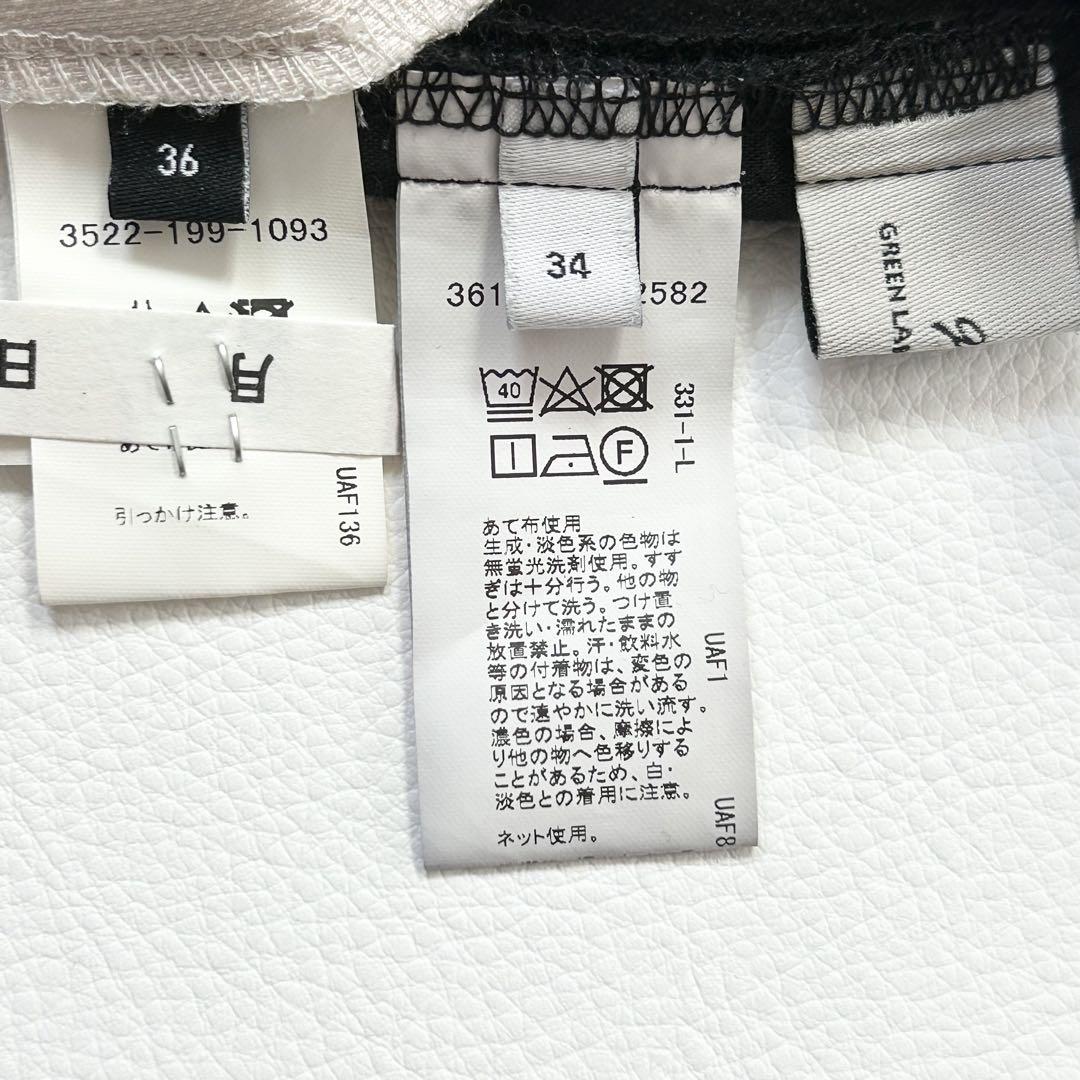 36
3522-199-1093
日
月
引っかけ注意。
UAF136
34
361
2582
40
F
331-1-L
あて布使用
生成・淡色系の色物は
無蛍光洗剤使用。すす
ぎは十分行う。他の物
と分けて洗う。つけ置
き洗い・濡れたままの
放置禁止。汗・飲料水
等の付着物は、変色の
原因となる場合がある
ので速やかに洗い流す。
濃色の場合、摩擦によ
り他の物へ色移りする
ことがあるため、白・
淡色との着用に注意。
ネット使用。
UAF1
UAF8
GREEN LA